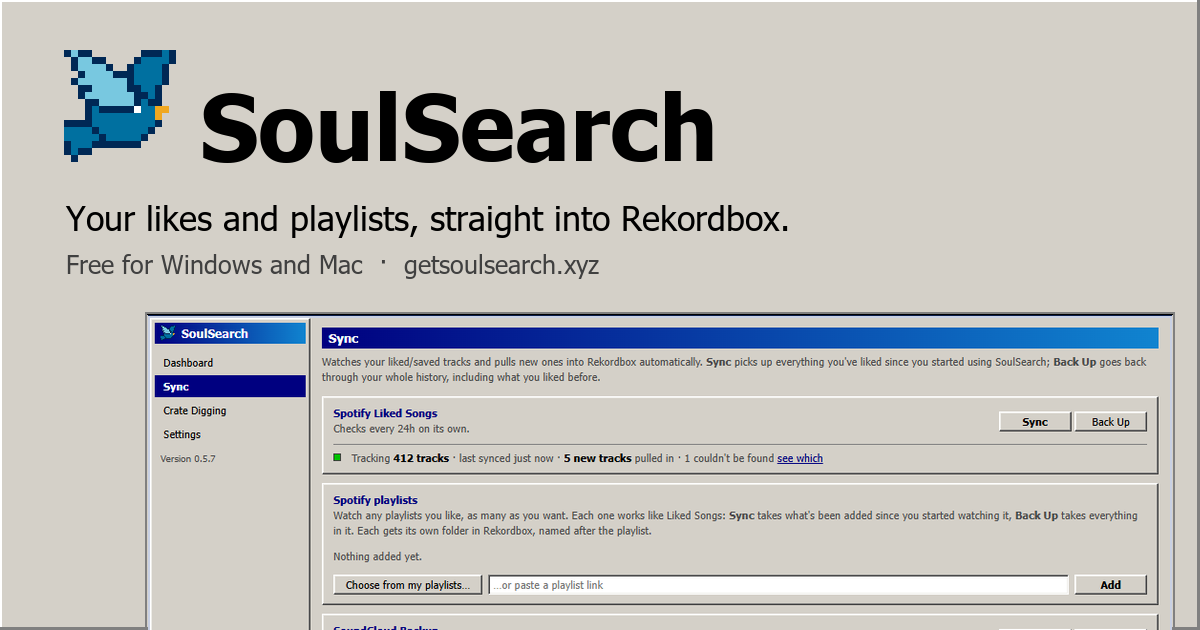 SoulSearch
Your likes and playlists, straight into Rekordbox.
Free for Windows and Mac · getsoulsearch.xyz
SoulSearch
Dashboard
Sync
Crate Digging
Settings
Version 0.5.7
Sync
Watches your liked/saved tracks and pulls new ones into Rekordbox automatically. Sync picks up everything you've liked since you started using SoulSearch; Back Up goes back
through your whole history, including what you liked before.
Spotify Liked Songs
Checks every 24h on its own.
Sync
Back Up
Tracking 412 tracks · last synced just now · 5 new tracks pulled in · 1 couldn't be found see which
Spotify playlists
Watch any playlists you like, as many as you want. Each one works like Liked Songs: Sync takes what's been added since you started watching it, Back Up takes everything
in it. Each gets its own folder in Rekordbox, named after the playlist.
Nothing added yet.
Choose from my playlists...
...or paste a playlist link
Add
SoundCloud Backup